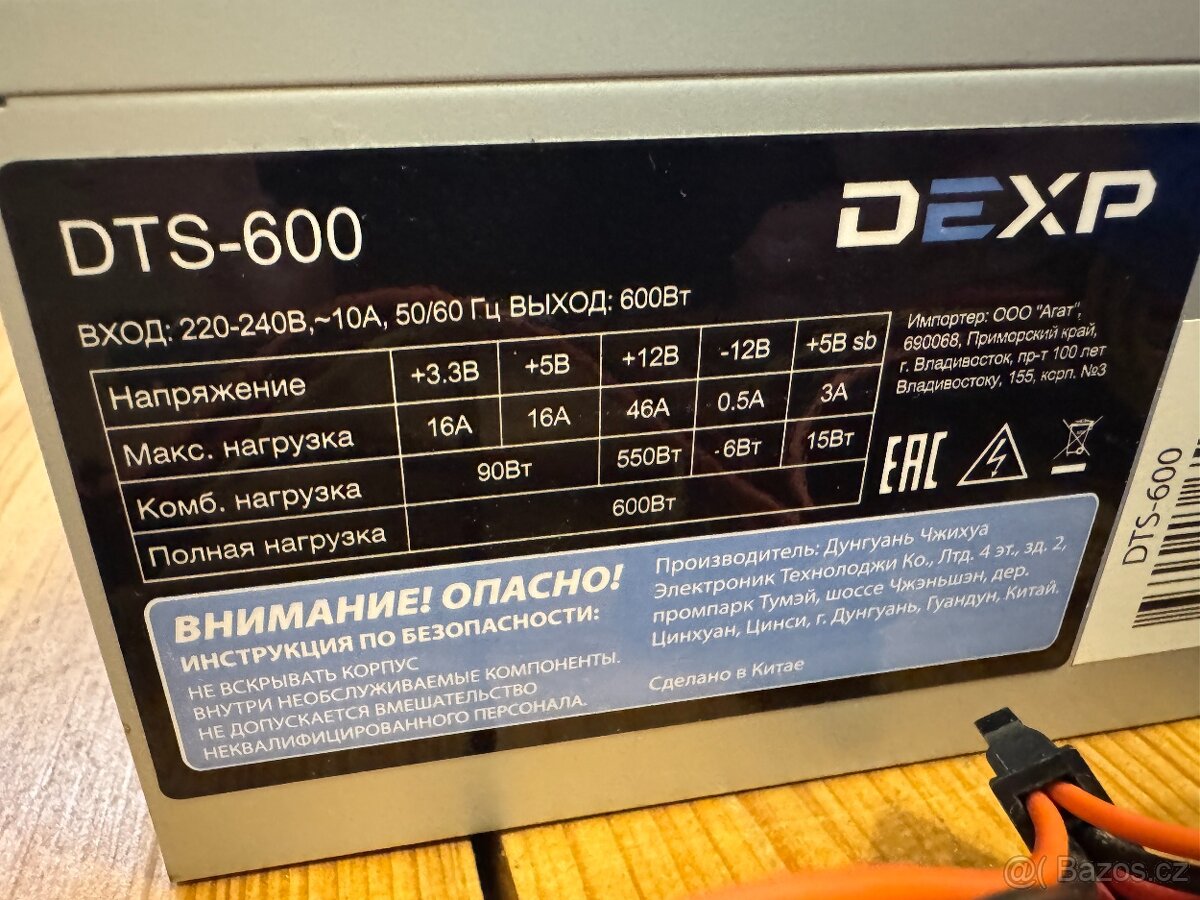 DTS-600
DEXP
ВХОД: 220-240В,~10А, 50/60 Гц ВЫХОД: 600Вт
Напряжение +3.3В +5В +12В -12В +5В sb
Макс. нагрузка 16А 16А 46А 0.5А 3А
Комб. нагрузка 90Вт 550Вт 6Вт 15Вт
Полная нагрузка 600Вт
Импортер: ООО "Агат",
690068, Приморский край,
г. Владивосток, пр-т 100 лет
Владивостоку, 155, корп. №3
EAC
ВНИМАНИЕ! ОПАСНО!
ИНСТРУКЦИЯ ПО БЕЗОПАСНОСТИ:
НЕ ВСКРЫВАТЬ КОРПУС
ВНУТРИ НЕОБСЛУЖИВАЕМЫЕ КОМПОНЕНТЫ.
НЕ ДОПУСКАЕТСЯ ВМЕШАТЕЛЬСТВО
НЕКВАЛИФИЦИРОВАННОГО ПЕРСОНАЛА.
Производитель: Дунгуань Чжихуа
Электроник Технолоджи Ко., Лтд. 4 эт., зд. 2,
промпарк Тумэй, шоссе Чжэньшэн, дер.
Цинхуан, Цинси, г. Дунгуань, Гуандун, Китай.
Сделано в Китае
DTS-600
@( Bazos.cz